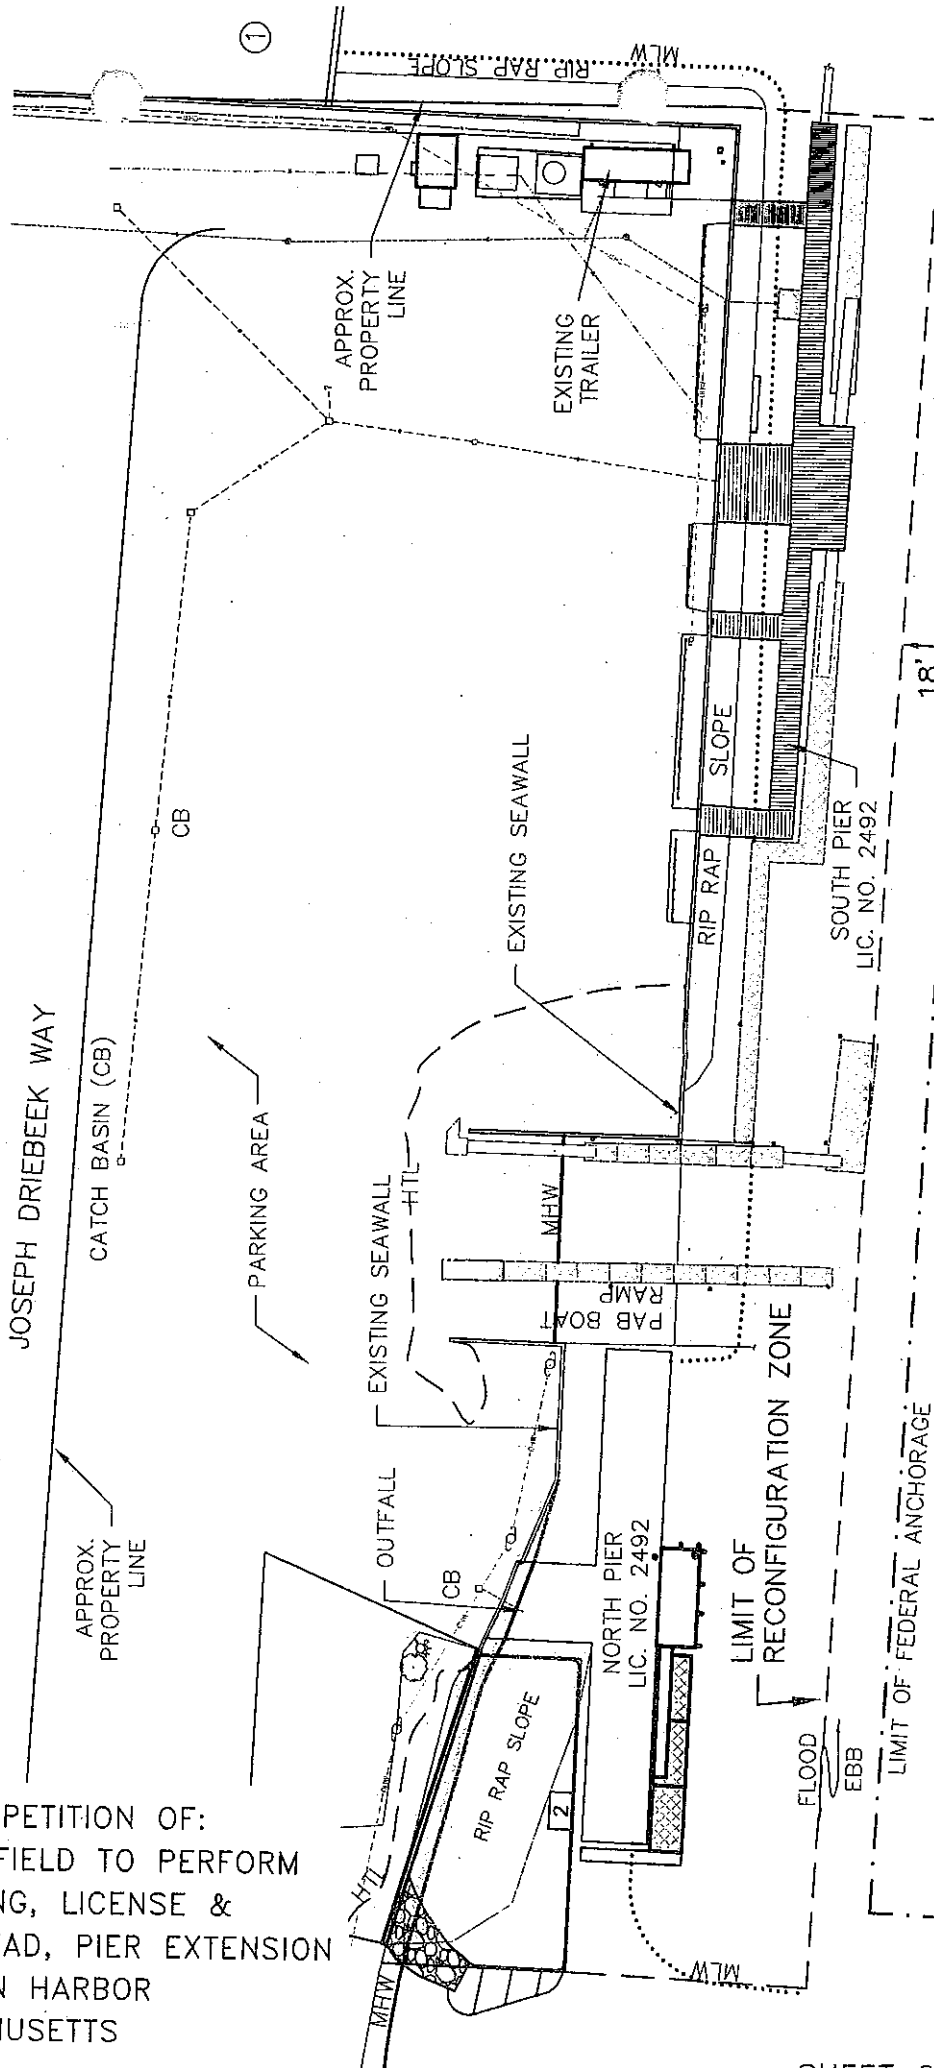 1
MLW
RIP RAP SLOPE
APPROX.
PROPERTY
LINE
EXISTING
TRAILER
JOSEPH DRIEBEEK WAY
CATCH BASIN (CB)
CB
PARKING AREA
EXISTING SEAWALL
SLOPE
RIP RAP
SOUTH PIER
LIC. NO. 2492
18'
HTL
EXISTING SEAWALL
MHW
PAB BOAT
RAMP
APPROX.
PROPERTY
LINE
OUTFALL
CB
NORTH PIER
LIC. NO. 2492
LIMIT OF
RECONFIGURATION ZONE
LIMIT OF FEDERAL ANCHORAGE
FLOOD
EBB
RIP RAP SLOPE
2
HTL
MHW
MLW
PETITION OF:
FIELD TO PERFORM
NG, LICENSE &
AD, PIER EXTENSION
N HARBOR
HUSETTS